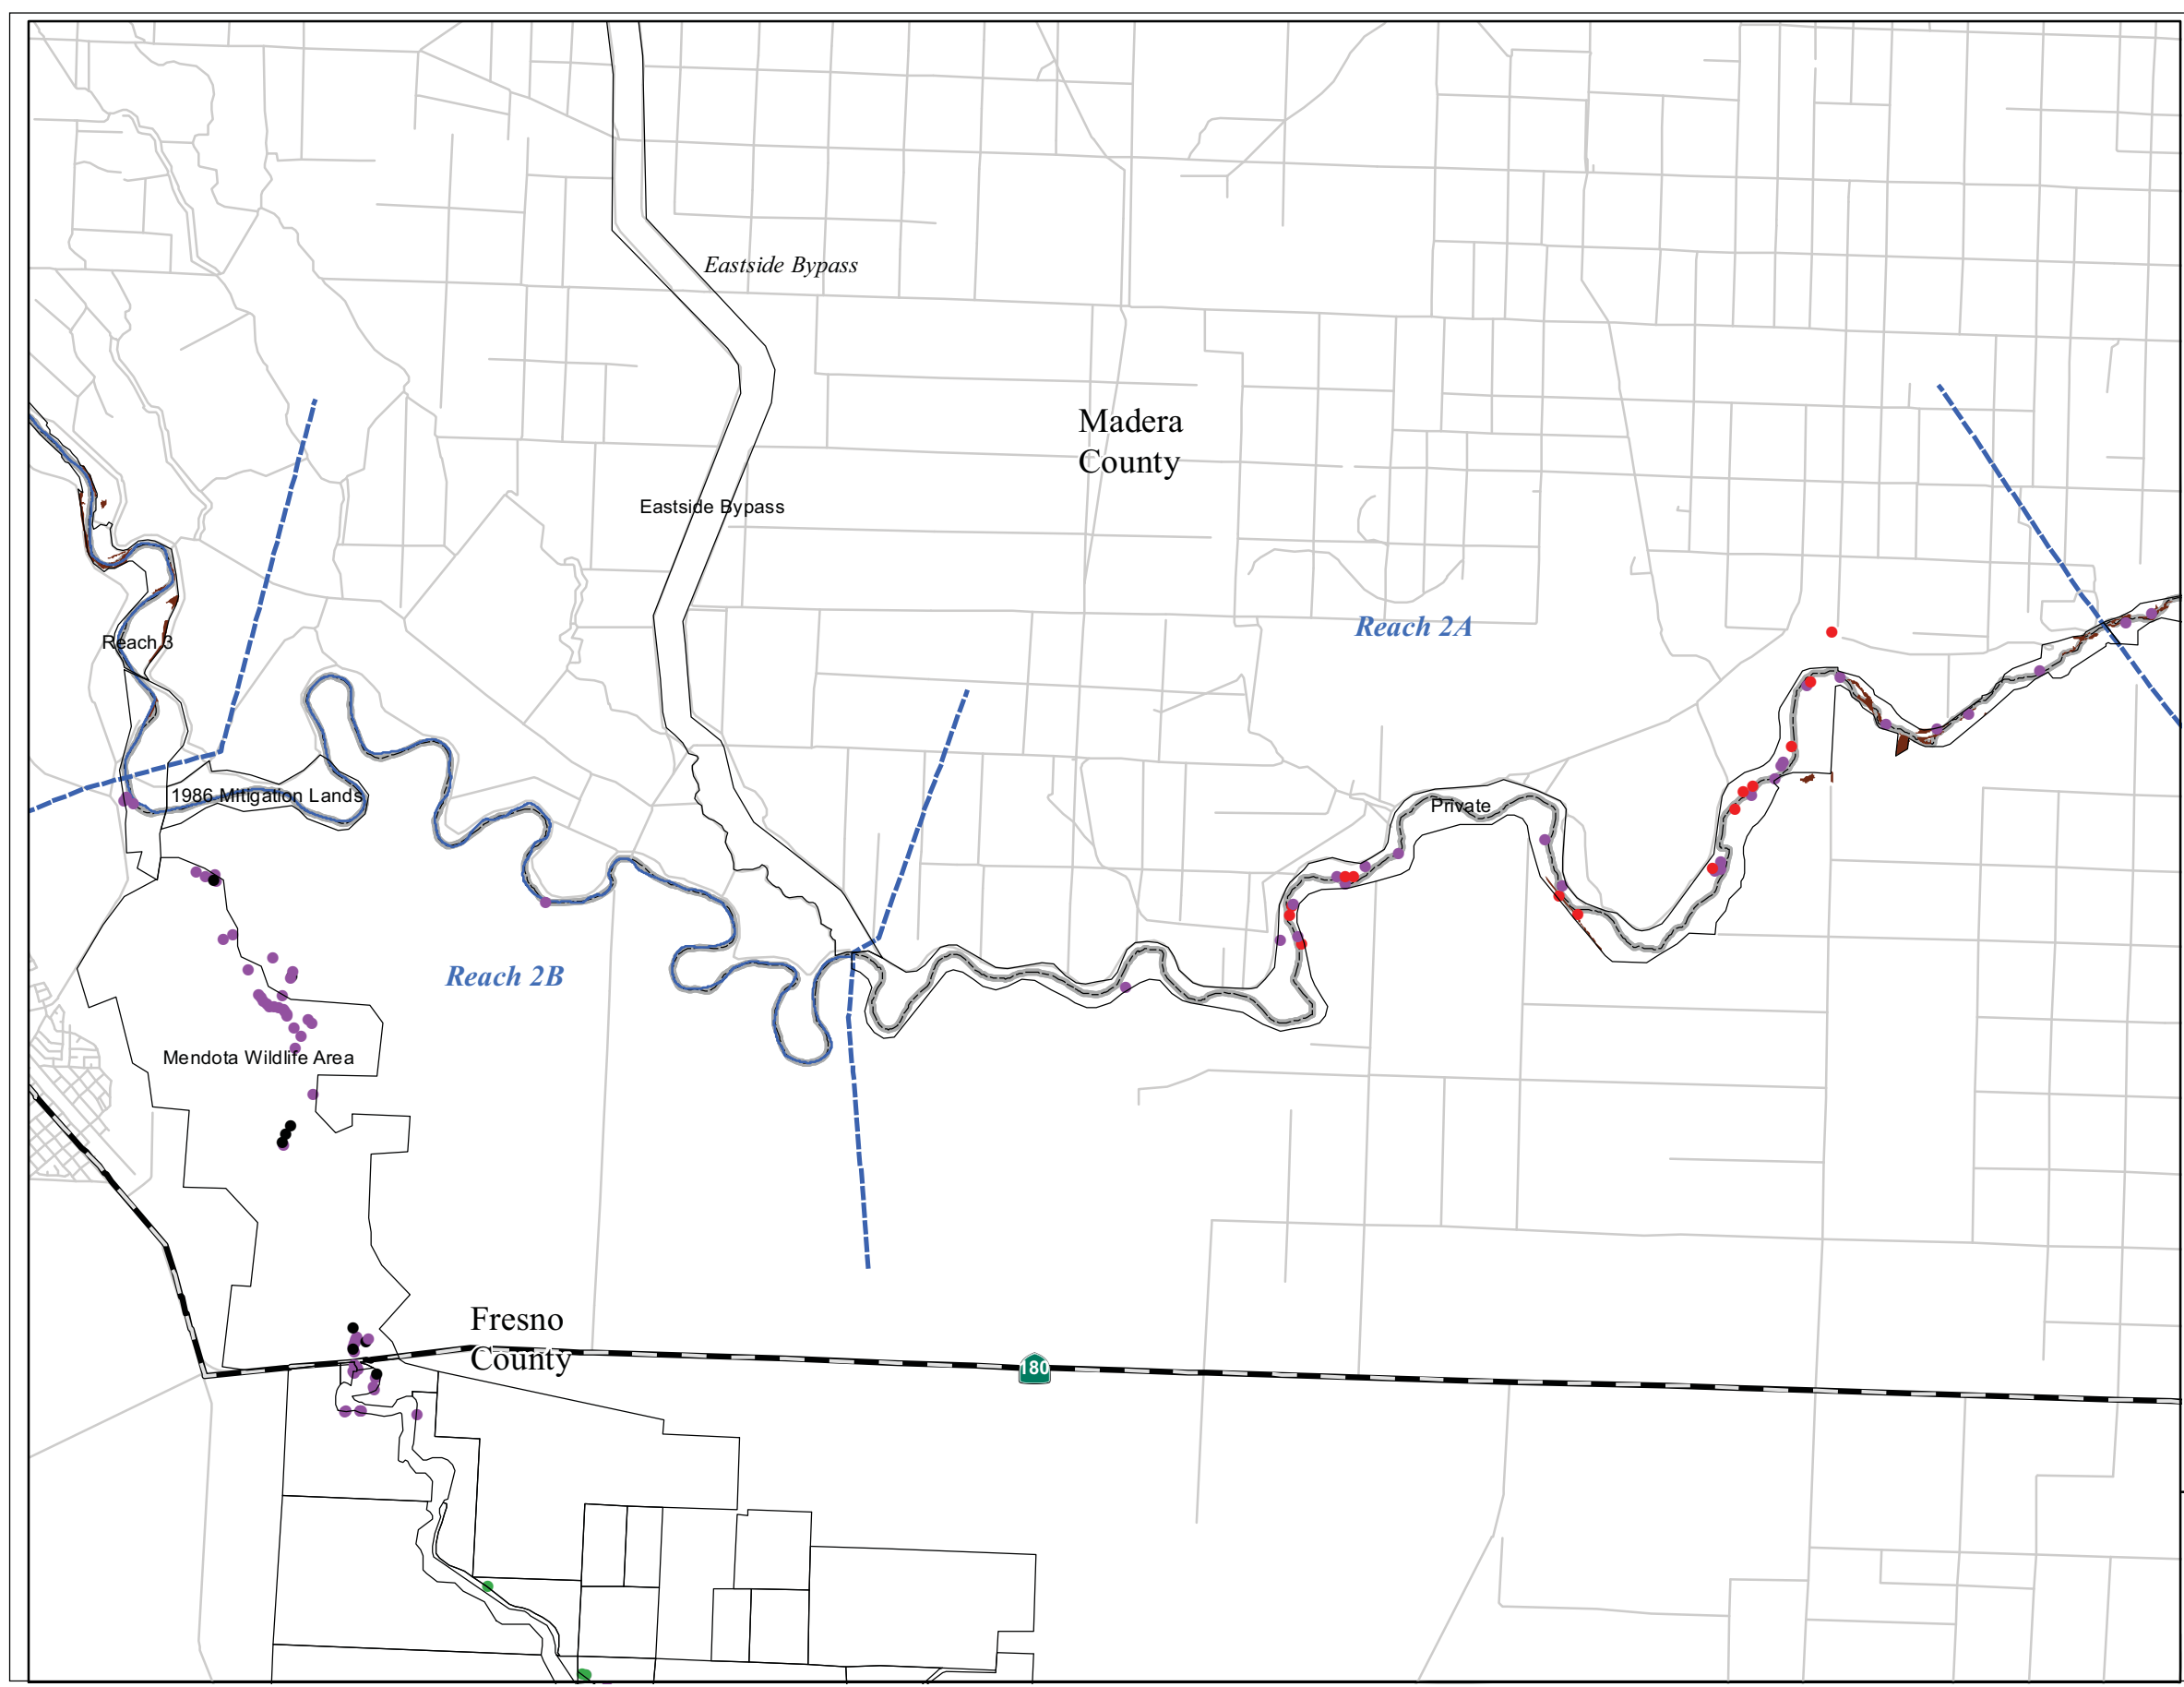 Eastside Bypass
Madera
County
Eastside Bypass
Reach 2A
Reach 3
1986 Mitigation Lands
Private
Reach 2B
Mendota Wildlife Area
Fresno
County
180